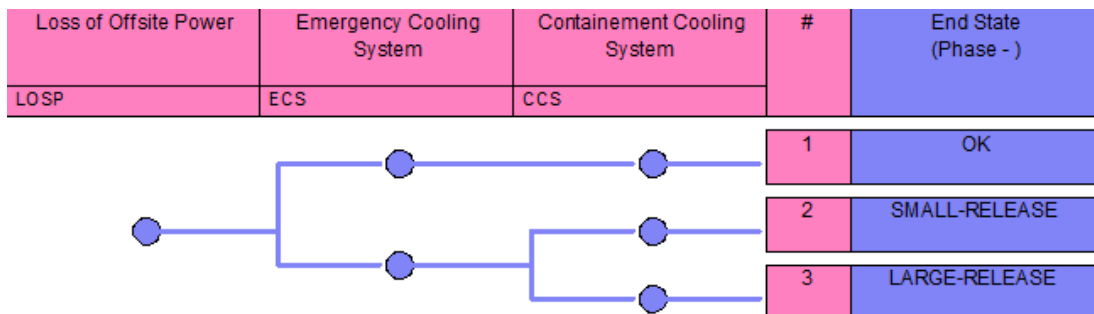 Loss of Offsite Power
Emergency Cooling
System
Containement Cooling
System
#
End State
(Phase - )
LOSP
ECS
CCS
1
OK
2
SMALL-RELEASE
3
LARGE-RELEASE